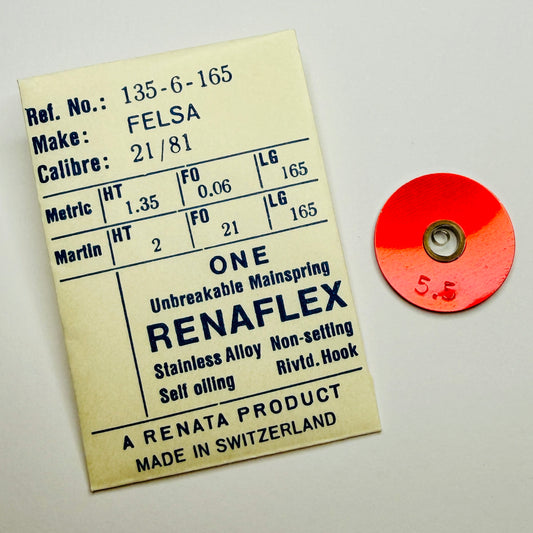 Ref. No.: 135-6-165
Make: FELSA
Calibre: 21/81
Metric HT 1.35 FO 0.06 LG 165
Martin HT 2 FO 21 LG 165
ONE
Unbreakable Mainspring
RENAFLEX
Stainless Alloy Non-setting
Self oiling Rivtd. Hook
A RENATA PRODUCT
MADE IN SWITZERLAND
5.5